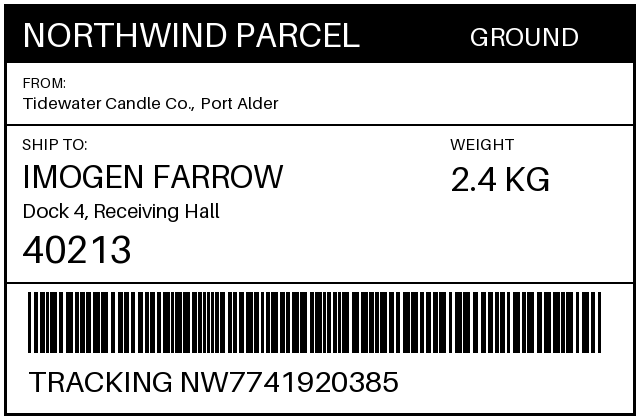 NORTHWIND PARCEL GROUND
FROM:
Tidewater Candle Co., Port Alder
SHIP TO:
IMOGEN FARROW
Dock 4, Receiving Hall
40213
WEIGHT
2.4 KG
TRACKING NW7741920385